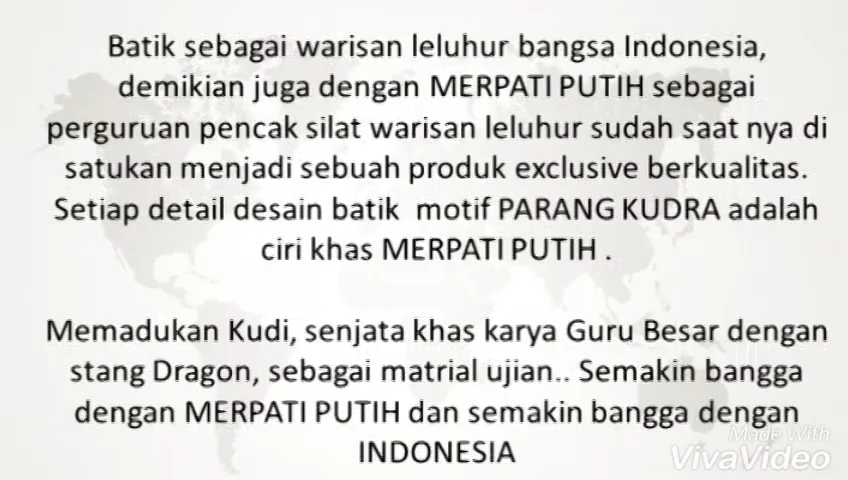 Batik sebagai warisan leluhur bangsa Indonesia,
demikian juga dengan MERPATI PUTIH sebagai
perguruan pencak silat warisan leluhur sudah saat nya di
satukan menjadi sebuah produk exclusive berkualitas.
Setiap detail desain batik motif PARANG KUDRA adalah
ciri khas MERPATI PUTIH .
Memadukan Kudi, senjata khas karya Guru Besar dengan
stang Dragon, sebagai matrial ujian.. Semakin bangga
dengan MERPATI PUTIH dan semakin bangga dengan
INDONESIA
Made With
VivaVideo